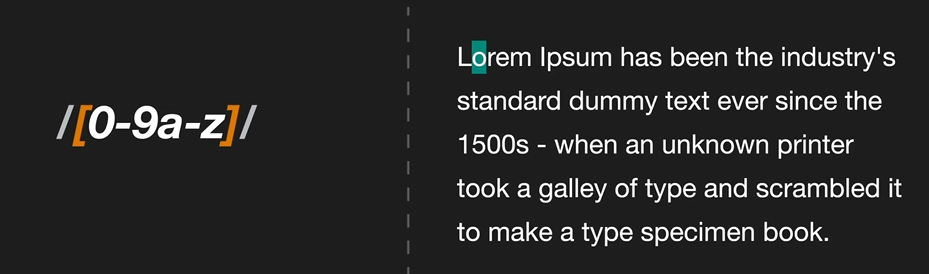 /[0-9a-z]/
Lorem Ipsum has been the industry's
standard dummy text ever since the
1500s - when an unknown printer
took a galley of type and scrambled it
to make a type specimen book.